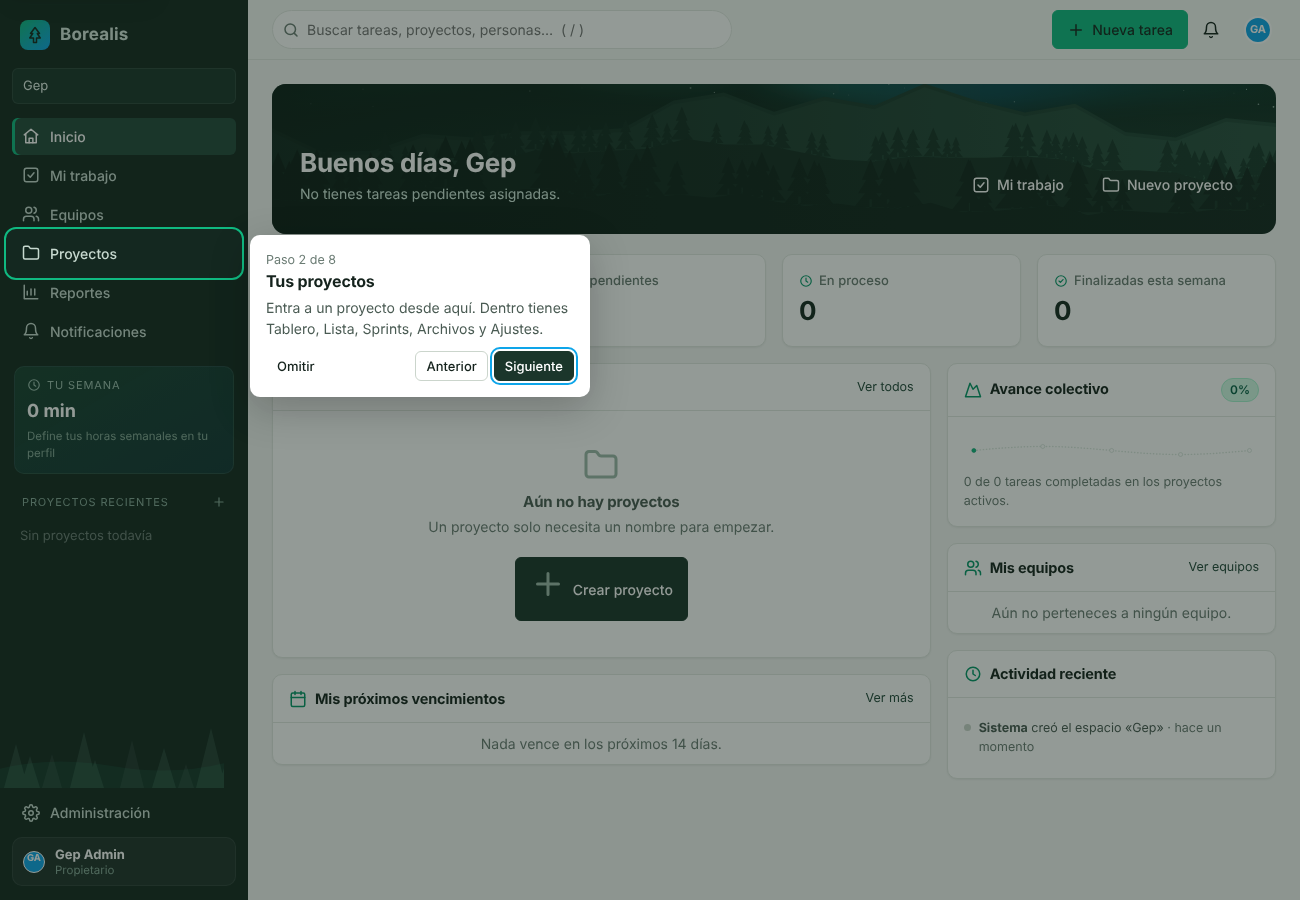 Borealis
Gep
Inicio
Mi trabajo
Equipos
Proyectos
Reportes
Notificaciones
TU SEMANA
0 min
Define tus horas semanales en tu
perfil
PROYECTOS RECIENTES
Sin proyectos todavía
Administración
GA
Gep Admin
Propietario
Buscar tareas, proyectos, personas... ( / )
Nueva tarea
GA
Buenos días, Gep
No tienes tareas pendientes asignadas.
Mi trabajo
Nuevo proyecto
Paso 2 de 8
Tus proyectos
Entra a un proyecto desde aquí. Dentro tienes
Tablero, Lista, Sprints, Archivos y Ajustes.
Omitir
Anterior
Siguiente
pendientes
En proceso
0
Finalizadas esta semana
0
Ver todos
Aún no hay proyectos
Un proyecto solo necesita un nombre para empezar.
Crear proyecto
Mis próximos vencimientos
Ver más
Nada vence en los próximos 14 días.
Avance colectivo
0%
0 de 0 tareas completadas en los proyectos
activos.
Mis equipos
Ver equipos
Aún no perteneces a ningún equipo.
Actividad reciente
Sistema creó el espacio «Gep» · hace un
momento